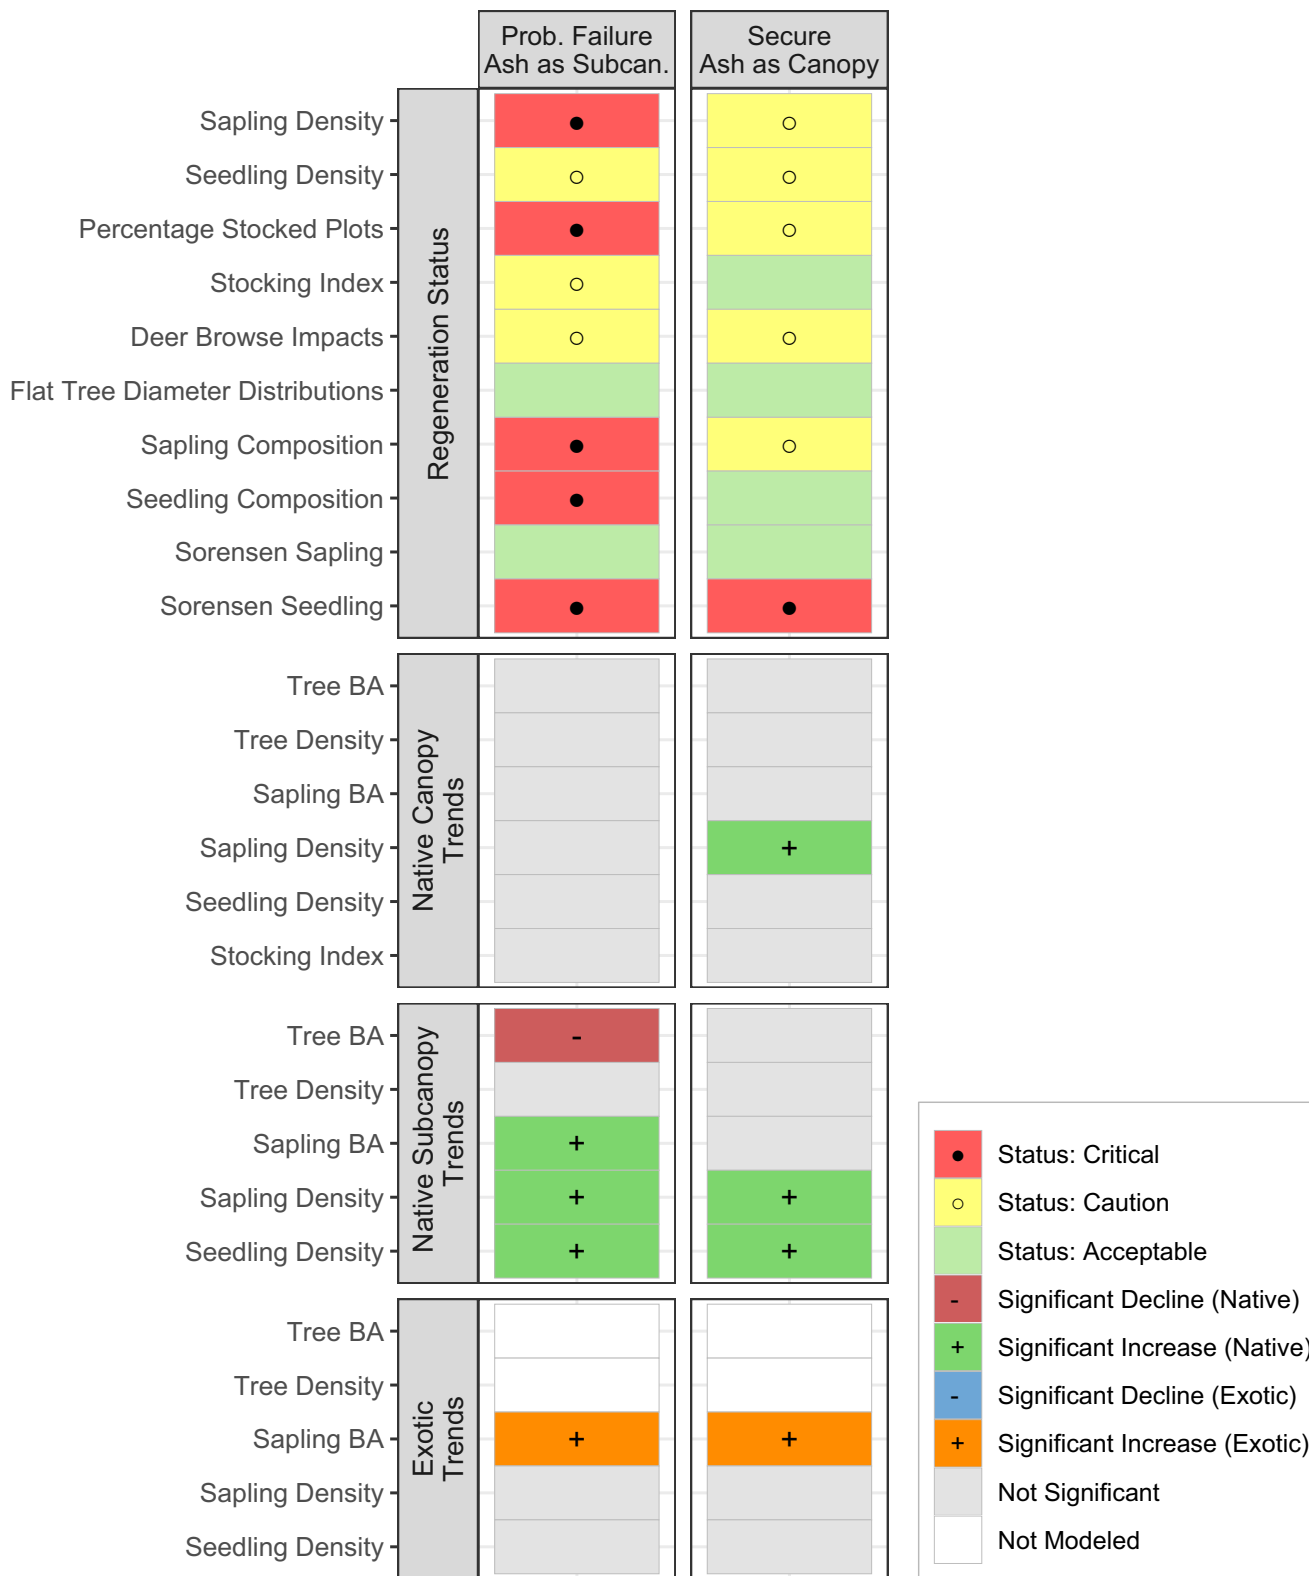 Prob. Failure
Ash as Subcan.
Secure
Ash as Canopy
Regeneration Status
Sapling Density
Seedling Density
Percentage Stocked Plots
Stocking Index
Deer Browse Impacts
Flat Tree Diameter Distributions
Sapling Composition
Seedling Composition
Sorensen Sapling
Sorensen Seedling
Native Canopy
Trends
Tree BA
Tree Density
Sapling BA
Sapling Density
+
Seedling Density
Stocking Index
Native Subcanopy
Trends
Tree BA
-
Tree Density
Sapling BA
+
Sapling Density
+ +
Seedling Density
+ +
Exotic
Trends
Tree BA
Tree Density
Sapling BA
+ +
Sapling Density
Seedling Density
Status: Critical
Status: Caution
Status: Acceptable
- Significant Decline (Native)
+ Significant Increase (Native)
- Significant Decline (Exotic)
+ Significant Increase (Exotic)
Not Significant
Not Modeled